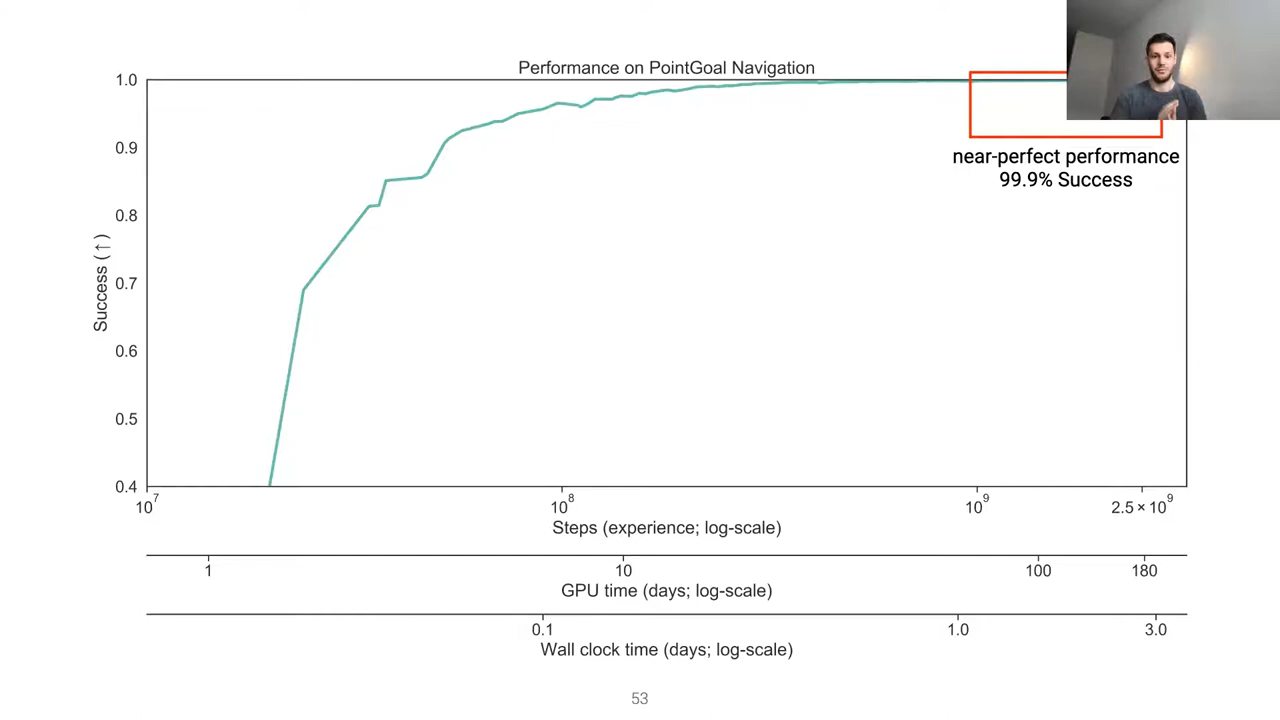 Performance on PointGoal Navigation
1.0
0.9
0.8
0.7
0.6
0.5
0.4
Success (↑)
near-perfect performance
99.9% Success
10⁷ 10⁸ 10⁹ 2.5 × 10⁹
Steps (experience; log-scale)
1 10 100 180
GPU time (days; log-scale)
0.1 1.0 3.0
Wall clock time (days; log-scale)
53